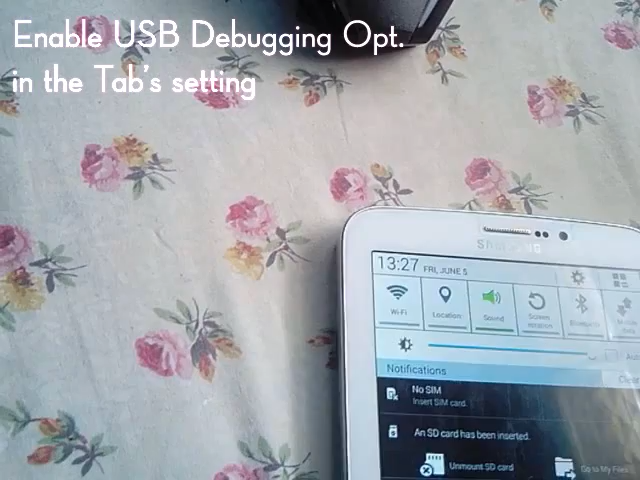 Enable USB Debugging Opt.
in the Tab's setting
SAMSUNG
13:27 FRI, JUNE 5
Wi-Fi
Location
Sound
Screen
rotation
Bluetooth
Notifications
No SIM
Insert SIM card.
An SD card has been inserted.
Unmount SD card
Go to My Files